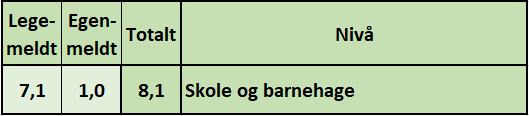 Lege- Egen- Totalt Nivå
meldt meldt
7,1 1,0 8,1 Skole og barnehage